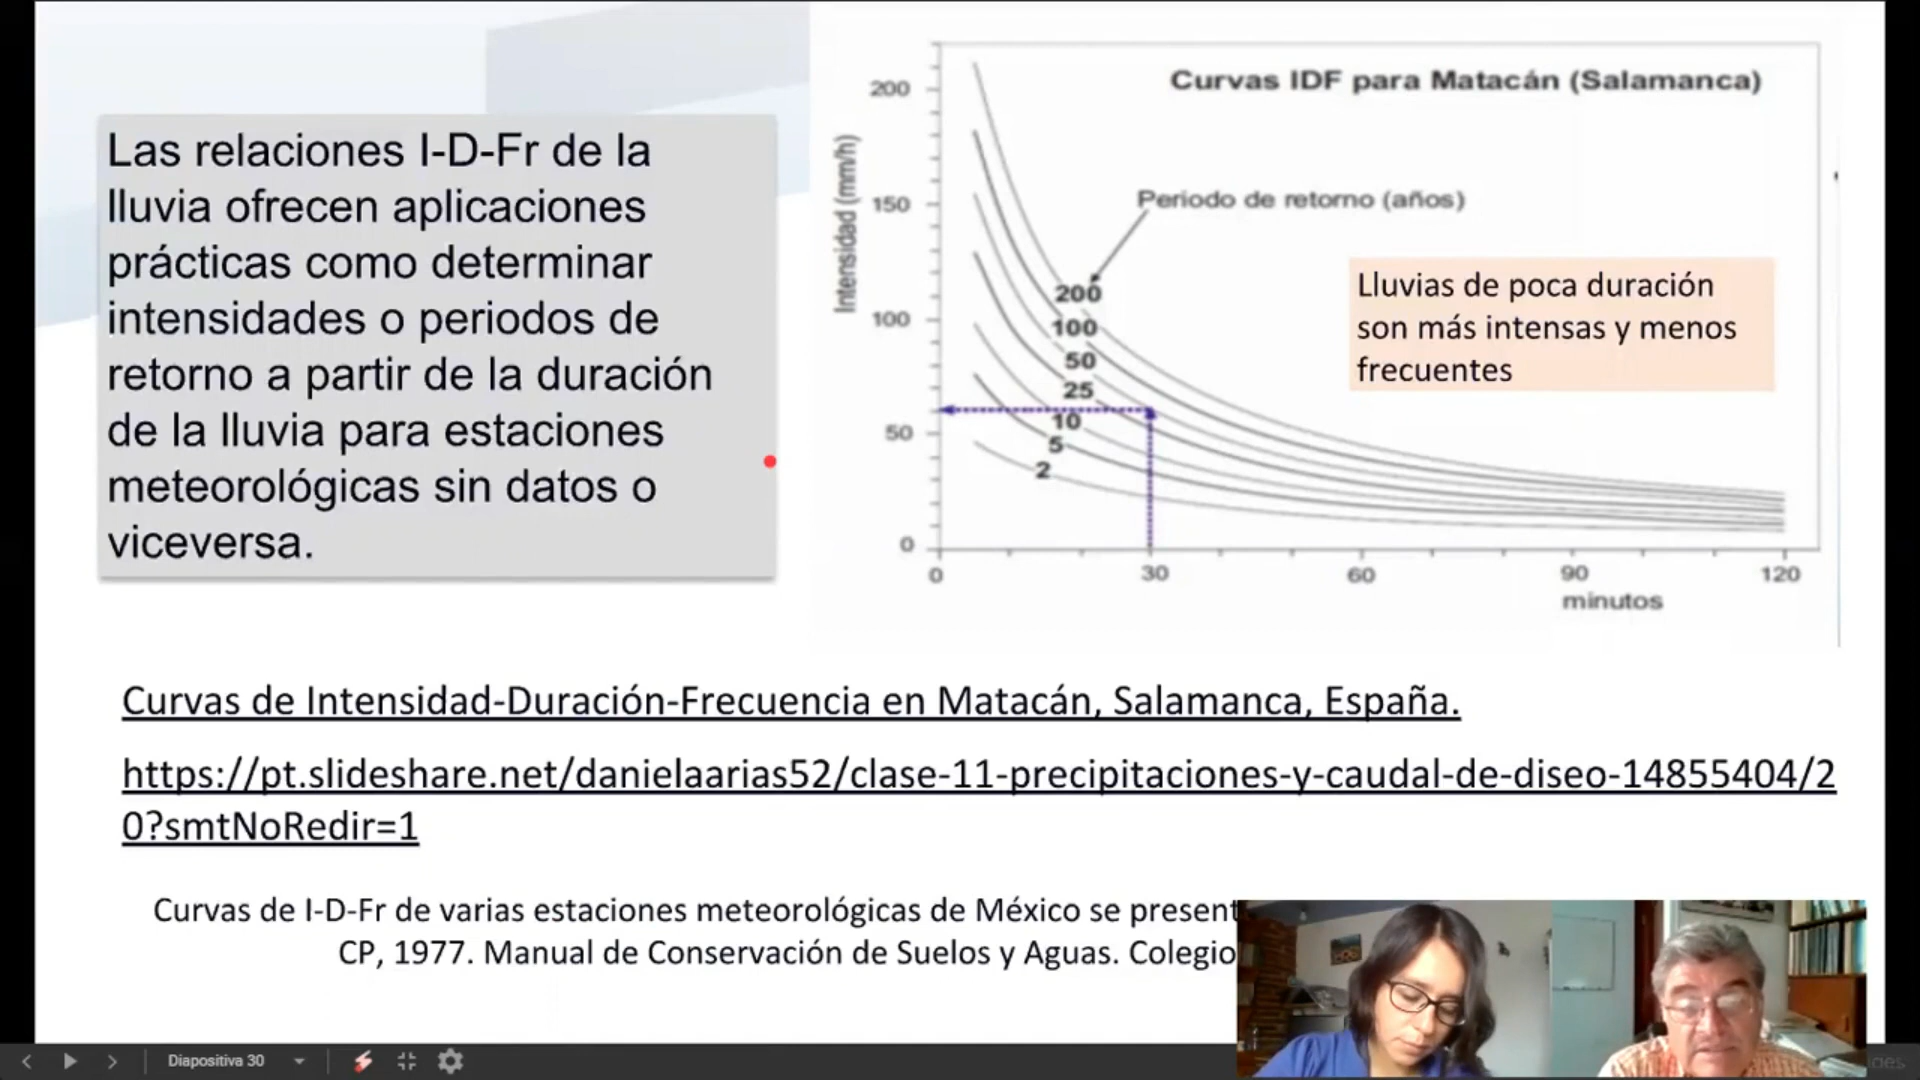 Las relaciones I-D-Fr de la
lluvia ofrecen aplicaciones
prácticas como determinar
intensidades o periodos de
retorno a partir de la duración
de la lluvia para estaciones
meteorológicas sin datos o
viceversa.
Curvas IDF para Matacán (Salamanca)
Intensidad (mm/h)
200
150
100
50
0
Periodo de retorno (años)
200
100
50
25
10
5
2
0
30
60
90
120
minutos
Lluvias de poca duración
son más intensas y menos
frecuentes
Curvas de Intensidad-Duración-Frecuencia en Matacán, Salamanca, España.
https://pt.slideshare.net/danielaarias52/clase-11-precipitaciones-y-caudal-de-diseo-14855404/2
0?smtNoRedir=1
Curvas de I-D-Fr de varias estaciones meteorológicas de México se present
CP, 1977. Manual de Conservación de Suelos y Aguas. Colegio
Diapositiva 30